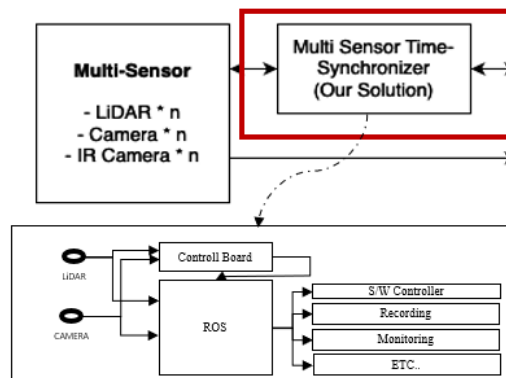 Multi-Sensor
- LiDAR * n
- Camera * n
- IR Camera * n
Multi Sensor Time-
Synchronizer
(Our Solution)
LiDAR
CAMERA
Controll Board
ROS
S/W Controller
Recording
Monitoring
ETC..